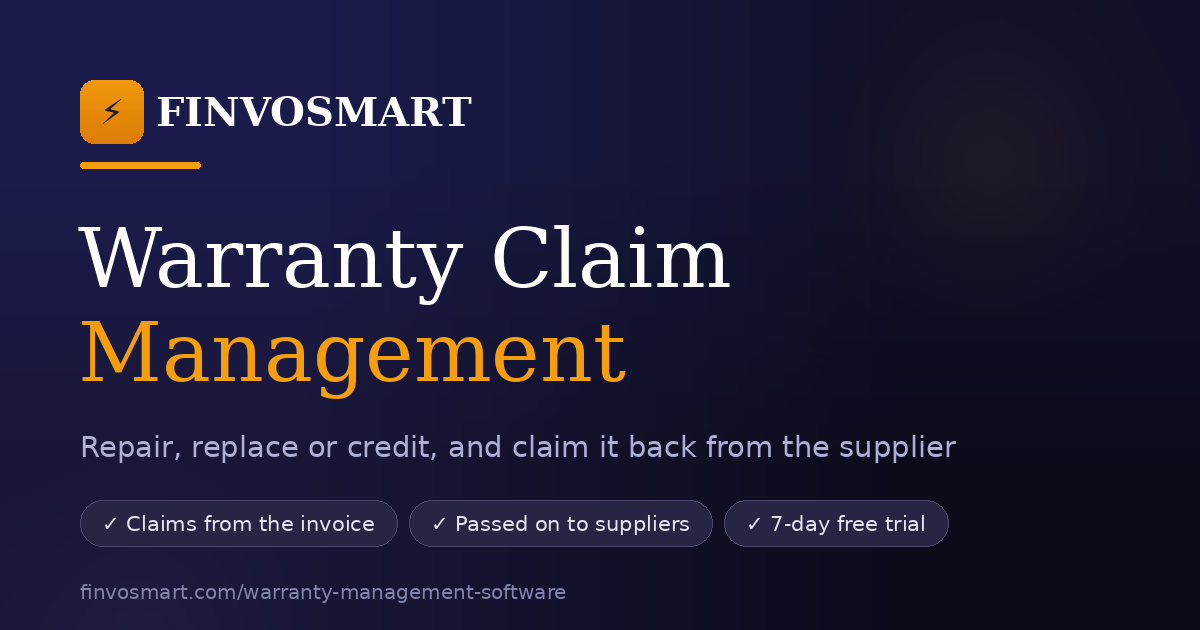 ⚡ FINVOSMART
Warranty Claim
Management
Repair, replace or credit, and claim it back from the supplier
✓ Claims from the invoice ✓ Passed on to suppliers ✓ 7-day free trial
finvosmart.com/warranty-management-software